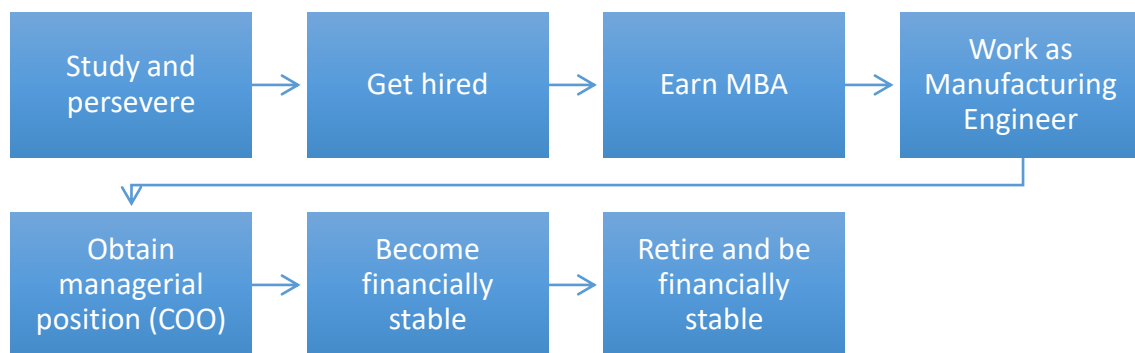 Study and
persevere
Get hired
Earn MBA
Work as
Manufacturing
Engineer
Obtain
managerial
position (COO)
Become
financially
stable
Retire and be
financially
stable